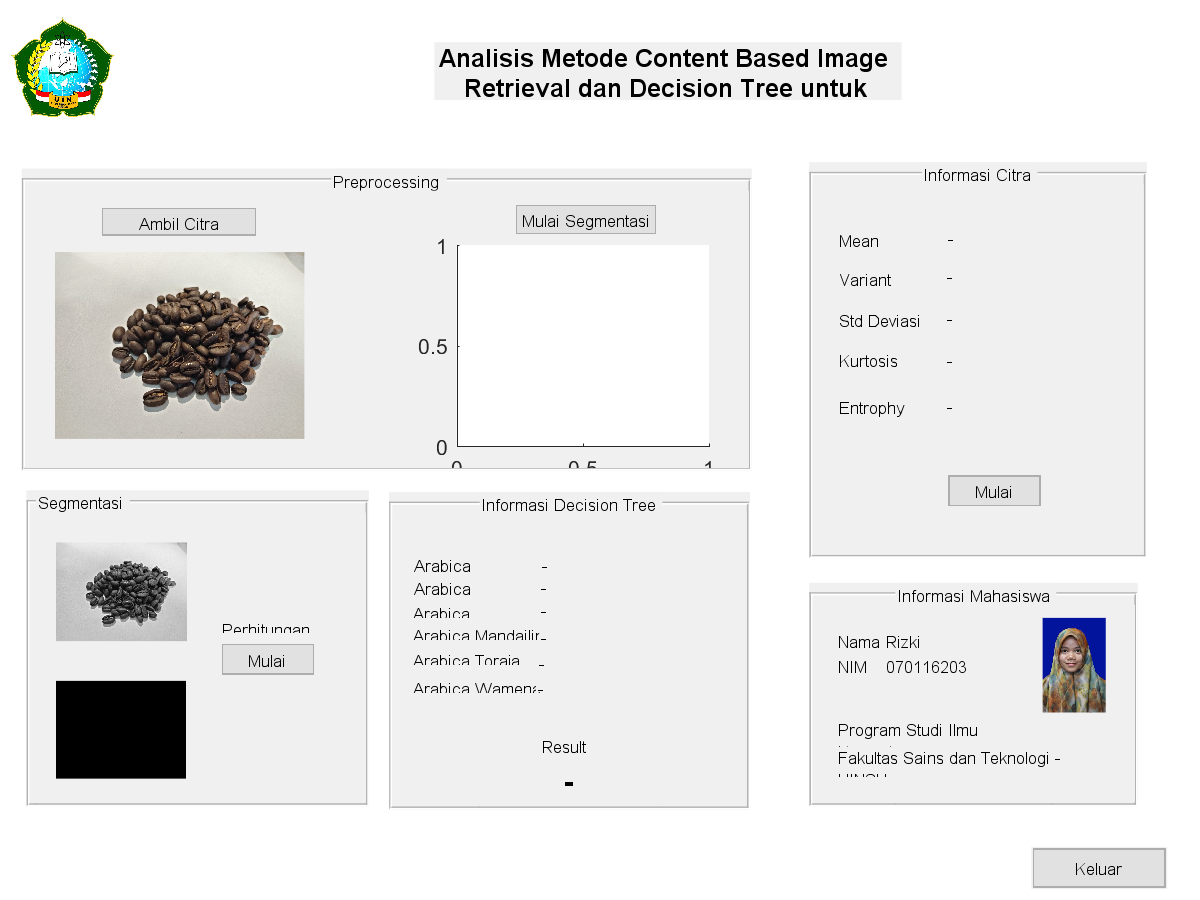 UIN
Analisis Metode Content Based Image
Retrieval dan Decision Tree untuk
Preprocessing
Ambil Citra
Mulai Segmentasi
1
0.5
0
0 0.5 1
Informasi Citra
Mean -
Variant -
Std Deviasi -
Kurtosis -
Entrophy -
Mulai
Segmentasi
Perhitungan
Mulai
Informasi Decision Tree
Arabica -
Arabica -
Arabica -
Arabica Mandailin -
Arabica Toraja -
Arabica Wamena -
Result
-
Informasi Mahasiswa
Nama Rizki
NIM 070116203
Program Studi Ilmu
Fakultas Sains dan Teknologi -
UINSU
Keluar